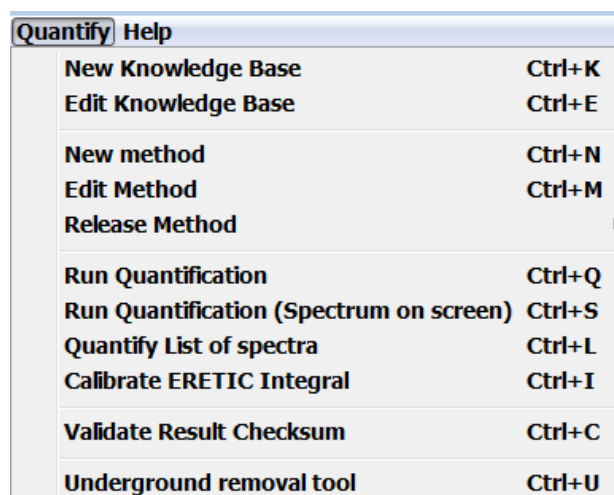 Quantify Help
New Knowledge Base Ctrl+K
Edit Knowledge Base Ctrl+E
New method Ctrl+N
Edit Method Ctrl+M
Release Method
Run Quantification Ctrl+Q
Run Quantification (Spectrum on screen) Ctrl+S
Quantify List of spectra Ctrl+L
Calibrate ERETIC Integral Ctrl+I
Validate Result Checksum Ctrl+C
Underground removal tool Ctrl+U